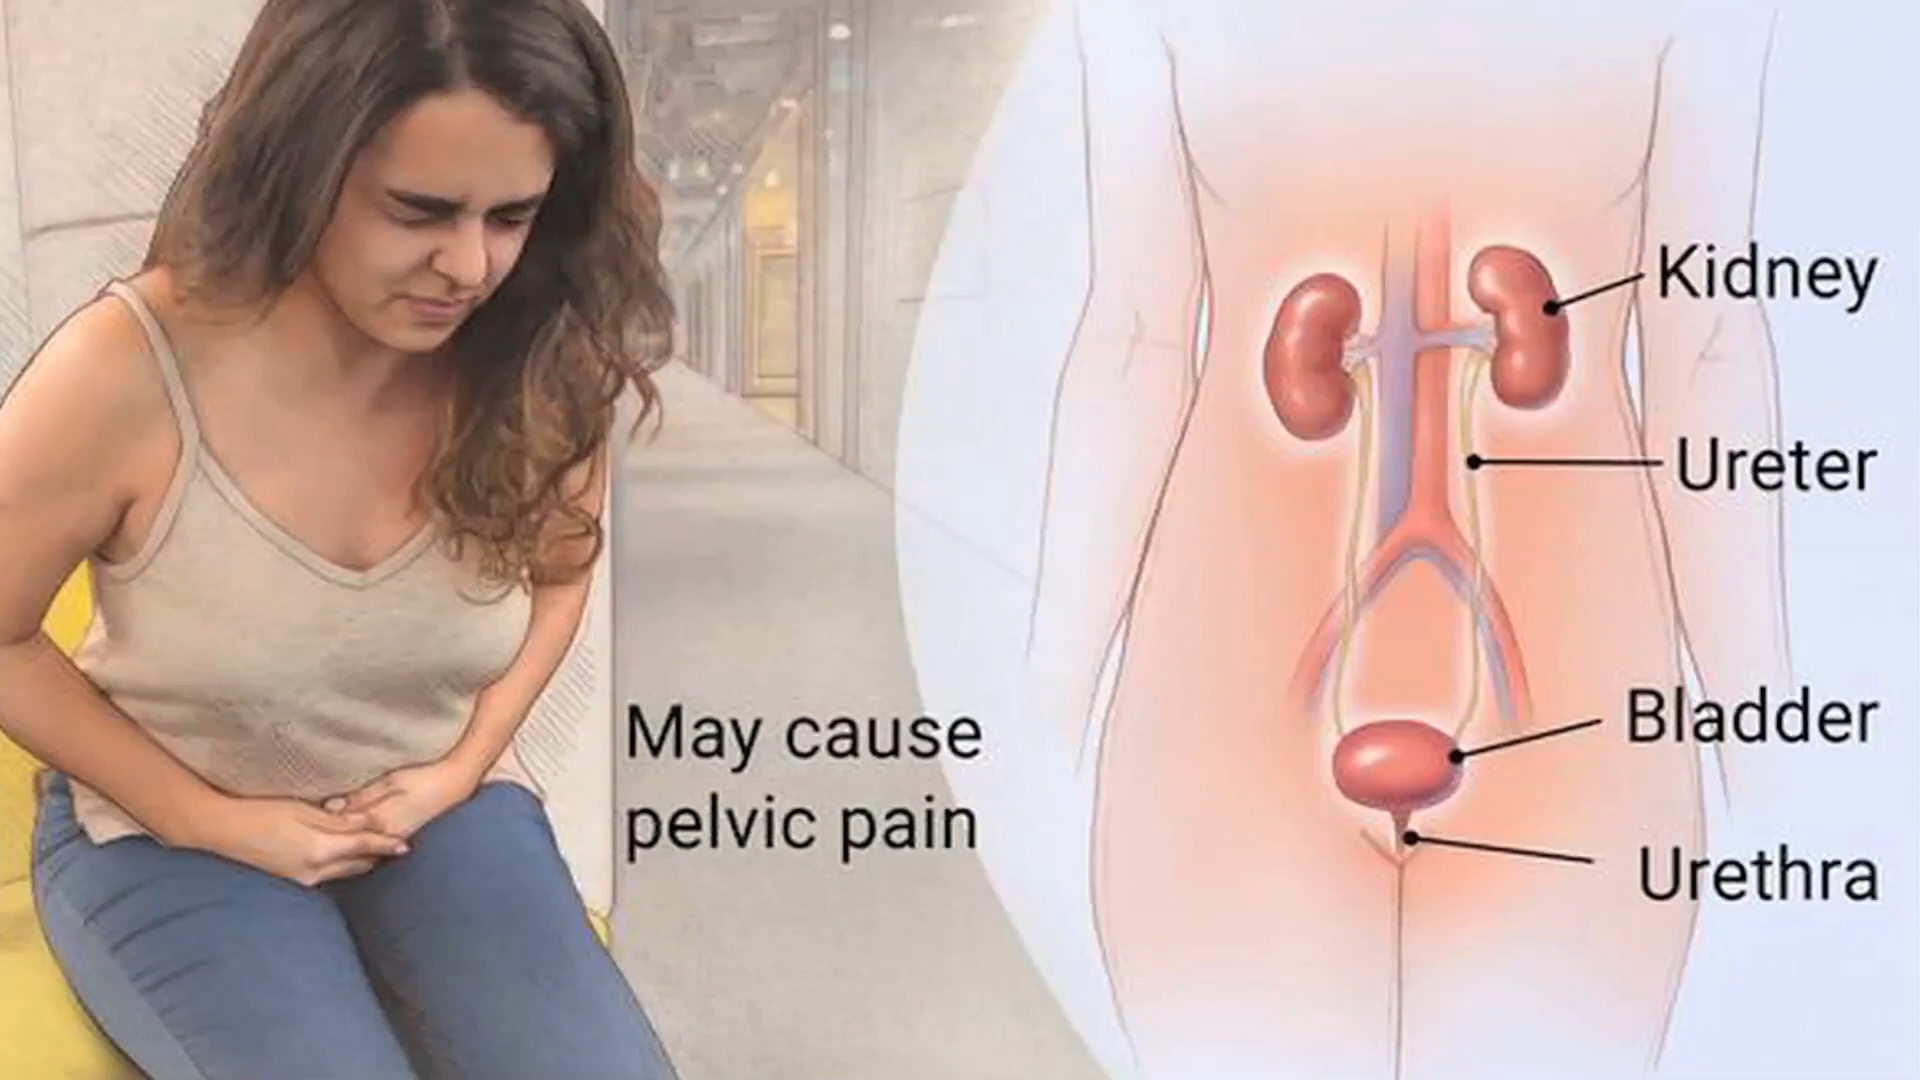 May cause
pelvic pain
Kidney
Ureter
Bladder
Urethra